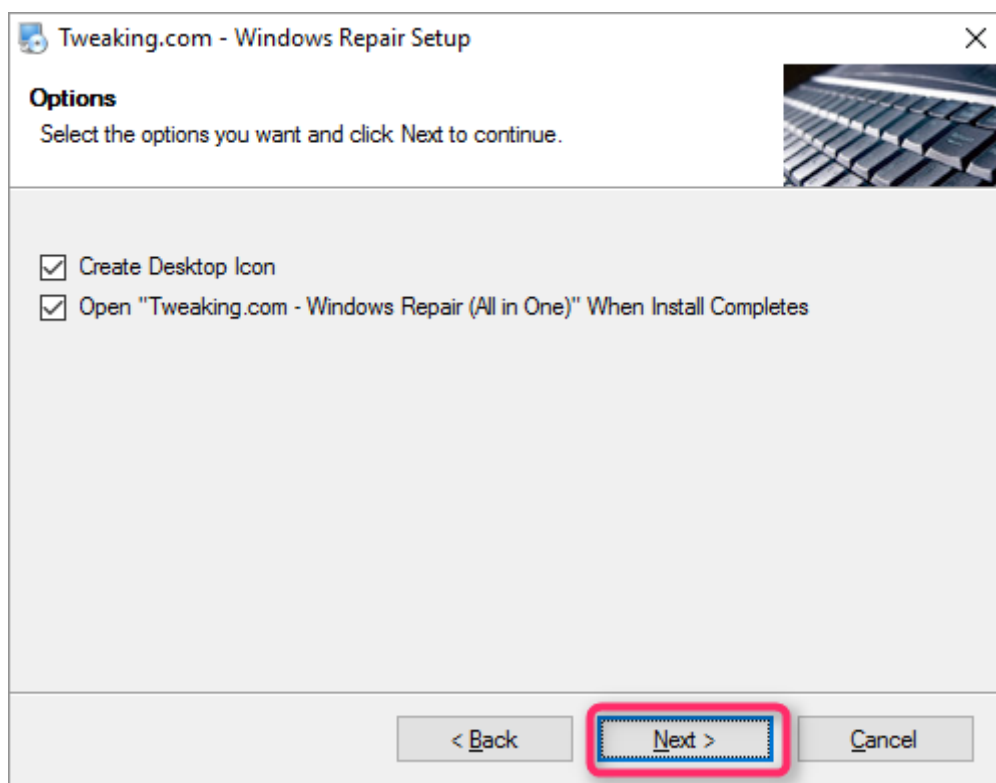 Tweaking.com - Windows Repair Setup
Options
Select the options you want and click Next to continue.
Create Desktop Icon
Open "Tweaking.com - Windows Repair (All in One)" When Install Completes
< Back Next > Cancel